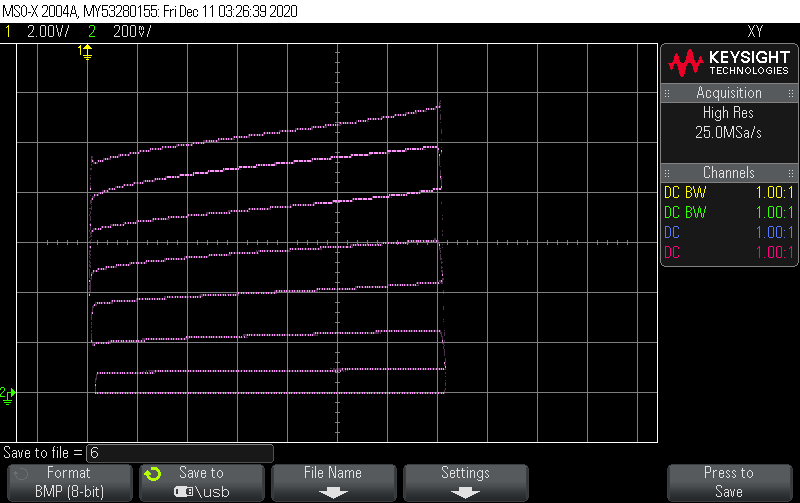 MSO-X 2004A, MY53280155: Fri Dec 11 03:26:39 2020
1 2.00V/ 2 200mV/ XY
1
KEYSIGHT
TECHNOLOGIES
Acquisition
High Res
25.0MSa/s
Channels
DC BW 1.00:1
DC BW 1.00:1
DC 1.00:1
DC 1.00:1
2
Save to file = 6
Format
BMP (8-bit)
Save to
\usb
File Name
Settings
Press to
Save